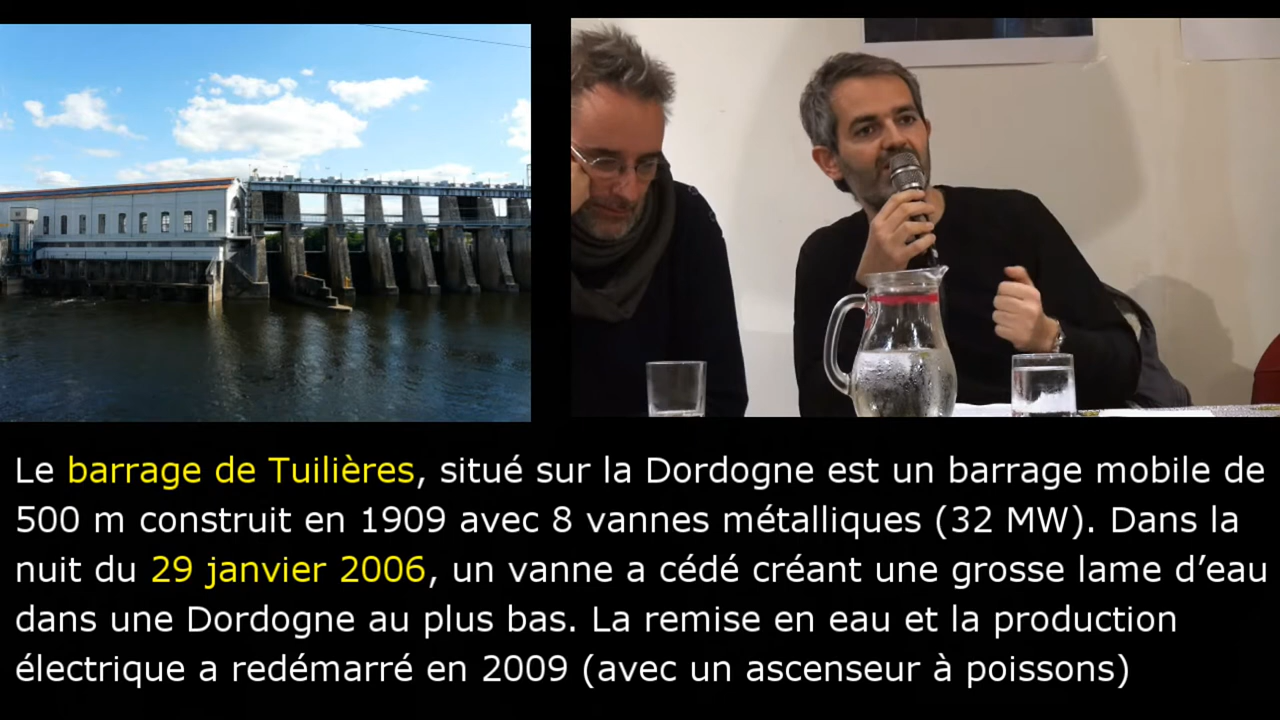 Le barrage de Tuilières, situé sur la Dordogne est un barrage mobile de
500 m construit en 1909 avec 8 vannes métalliques (32 MW). Dans la
nuit du 29 janvier 2006, un vanne a cédé créant une grosse lame d’eau
dans une Dordogne au plus bas. La remise en eau et la production
électrique a redémarré en 2009 (avec un ascenseur à poissons)